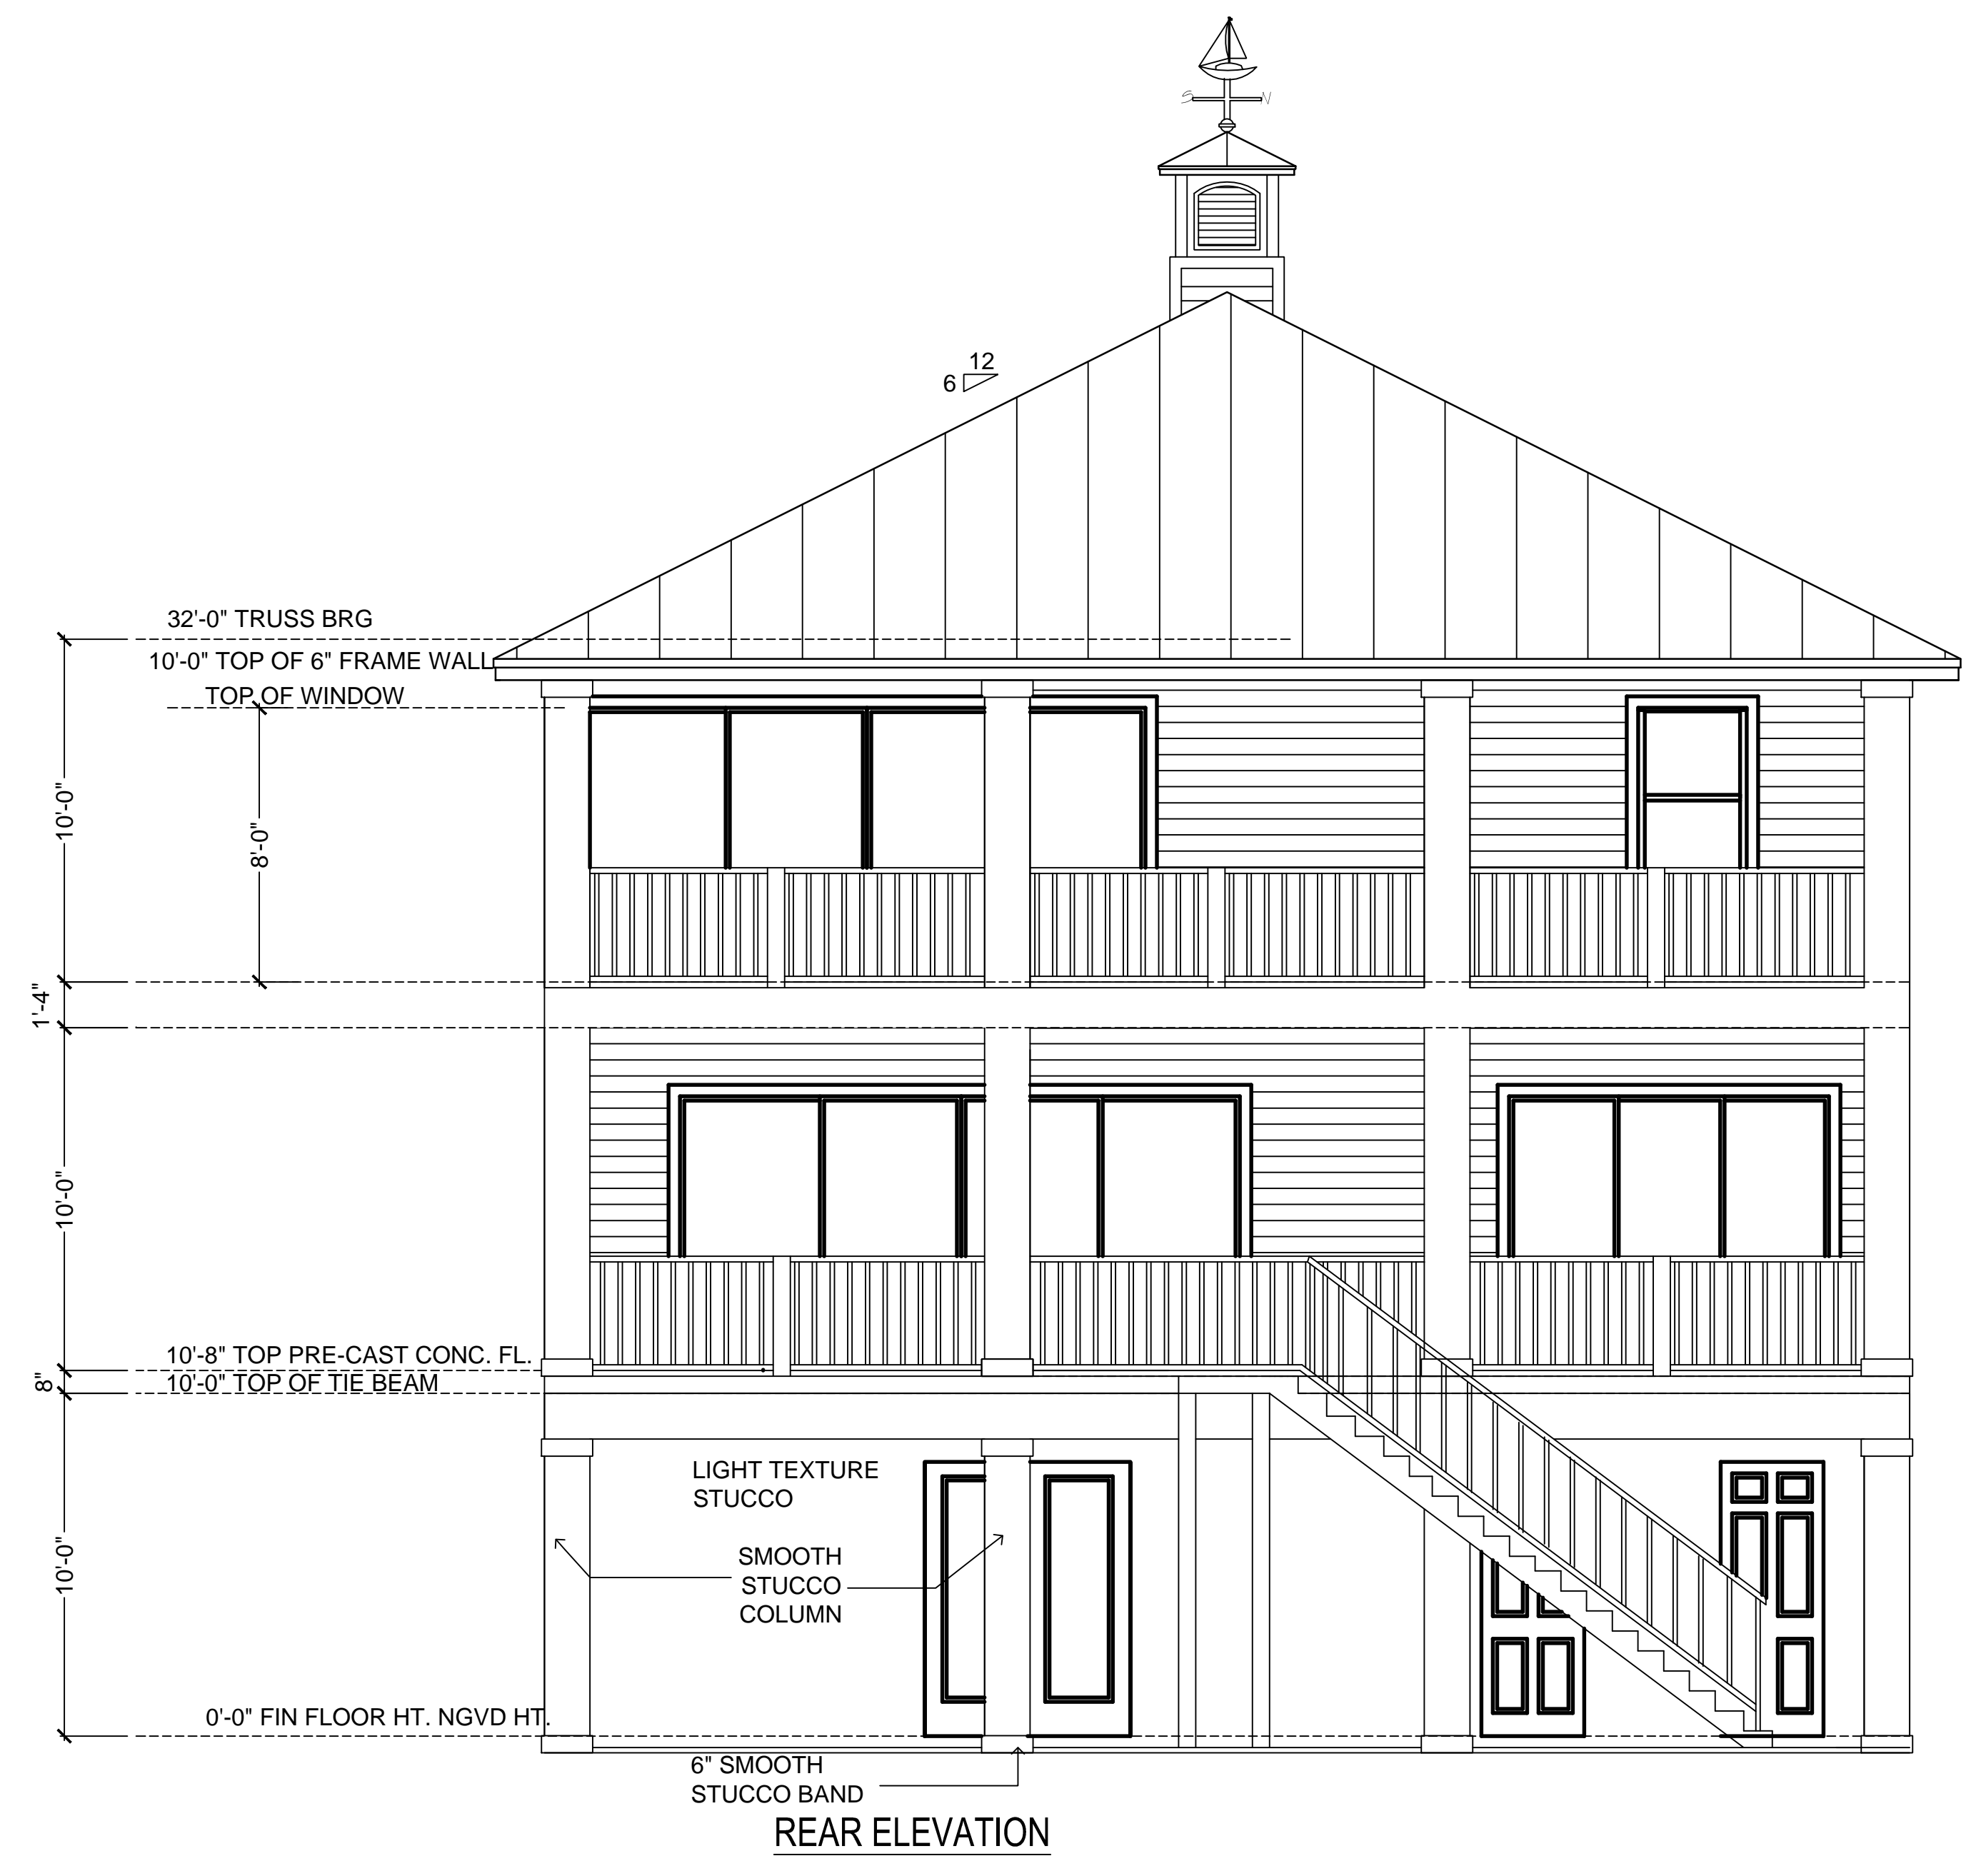 S N
12
6
32'-0" TRUSS BRG
10'-0" TOP OF 6" FRAME WALL
TOP OF WINDOW
10'-0"
8'-0"
1'-4"
10'-0"
10'-8" TOP PRE-CAST CONC. FL.
8"
10'-0" TOP OF TIE BEAM
LIGHT TEXTURE
STUCCO
10'-0"
SMOOTH
STUCCO
COLUMN
0'-0" FIN FLOOR HT. NGVD HT.
6" SMOOTH
STUCCO BAND
REAR ELEVATION